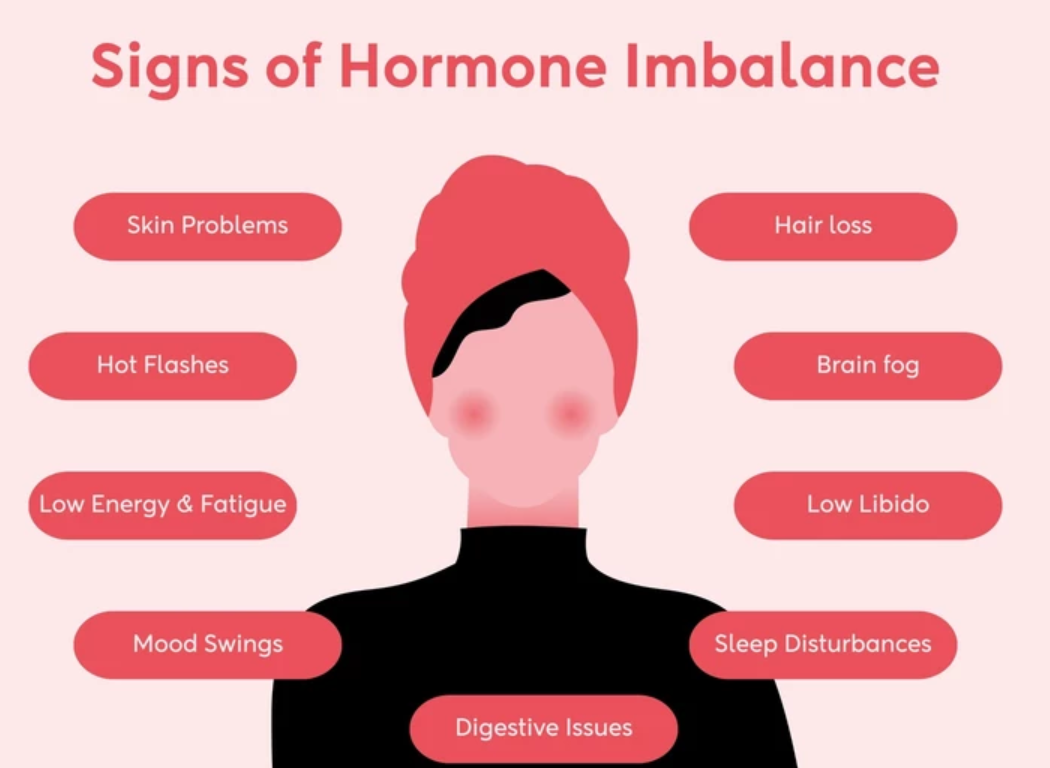 Signs of Hormone Imbalance
Skin Problems
Hair loss
Hot Flashes
Brain fog
Low Energy & Fatigue
Low Libido
Mood Swings
Sleep Disturbances
Digestive Issues